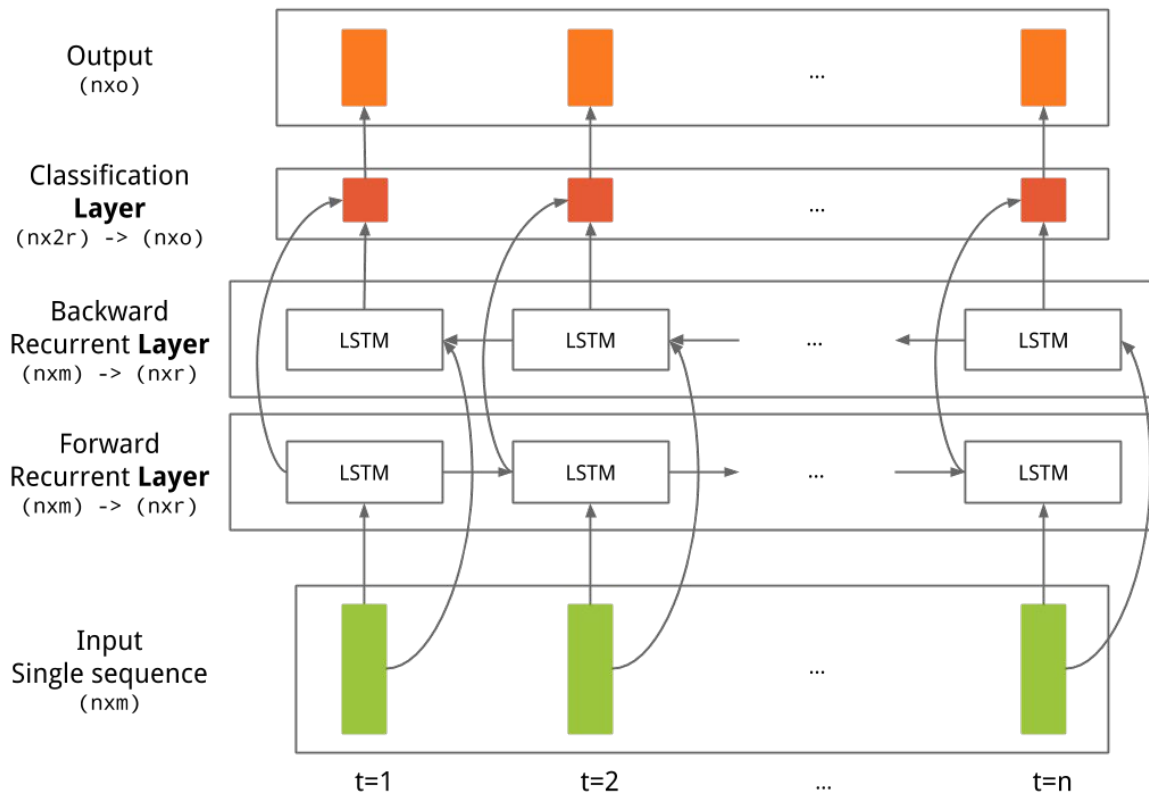 Output
(nxo)
...
Classification
Layer
(nx2r) -> (nxo)
...
Backward
Recurrent Layer
(nxm) -> (nxr)
LSTM
LSTM
...
LSTM
Forward
Recurrent Layer
(nxm) -> (nxr)
LSTM
LSTM
...
LSTM
Input
Single sequence
(nxm)
...
t=1
t=2
...
t=n